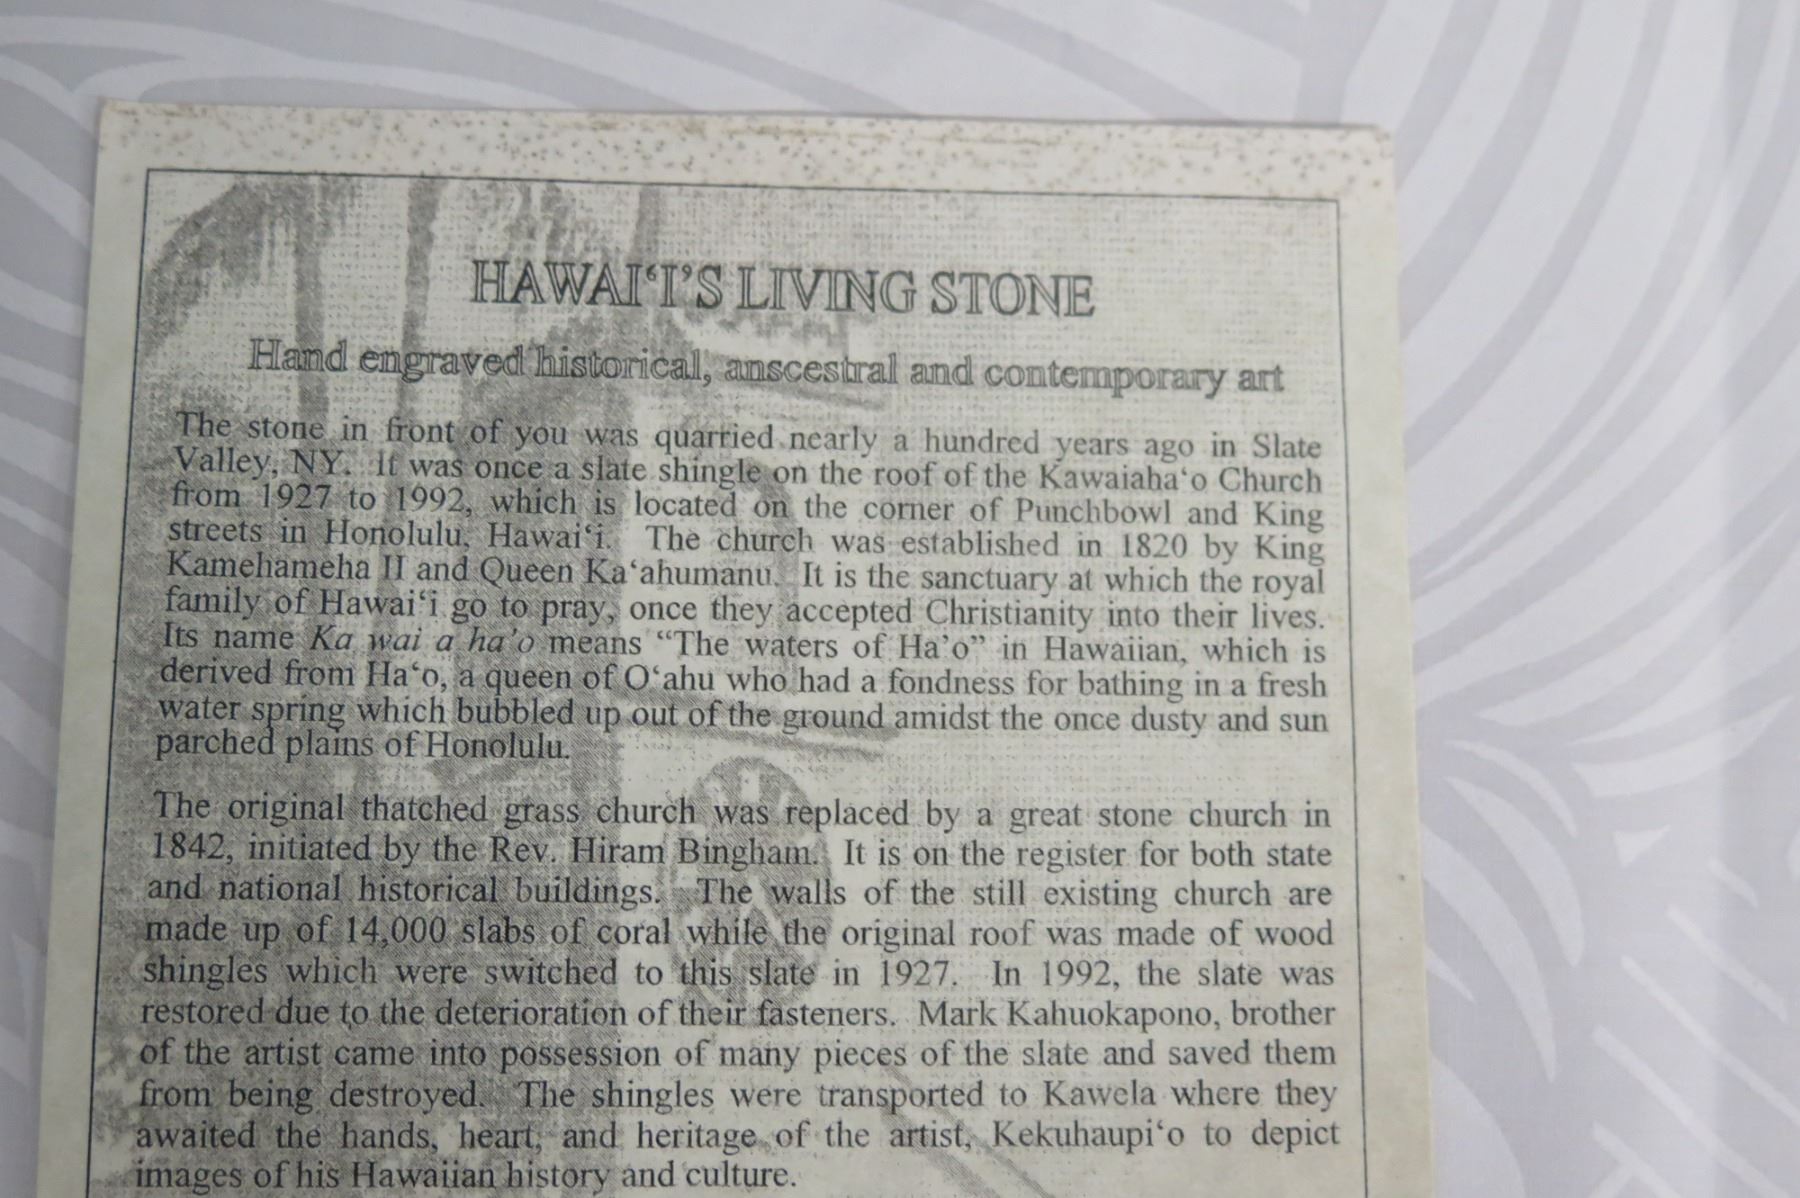 HAWAI‘I’S LIVING STONE
Hand engraved historical, anscestral and contemporary art
The stone in front of you was quarried nearly a hundred years ago in Slate
Valley, NY. It was once a slate shingle on the roof of the Kawaiaha‘o Church
from 1927 to 1992, which is located on the corner of Punchbowl and King
streets in Honolulu, Hawai‘i. The church was established in 1820 by King
Kamehameha II and Queen Ka‘ahumanu. It is the sanctuary at which the royal
family of Hawai‘i go to pray, once they accepted Christianity into their lives.
Its name Ka wai a ha’o means “The waters of Ha’o” in Hawaiian, which is
derived from Ha‘o, a queen of O‘ahu who had a fondness for bathing in a fresh
water spring which bubbled up out of the ground amidst the once dusty and sun
parched plains of Honolulu.
The original thatched grass church was replaced by a great stone church in
1842, initiated by the Rev. Hiram Bingham. It is on the register for both state
and national historical buildings. The walls of the still existing church are
made up of 14,000 slabs of coral while the original roof was made of wood
shingles which were switched to this slate in 1927. In 1992, the slate was
restored due to the deterioration of their fasteners. Mark Kahuokapono, brother
of the artist came into possession of many pieces of the slate and saved them
from being destroyed. The shingles were transported to Kawela where they
awaited the hands, heart, and heritage of the artist, Kekuhaupi‘o to depict
images of his Hawaiian history and culture.